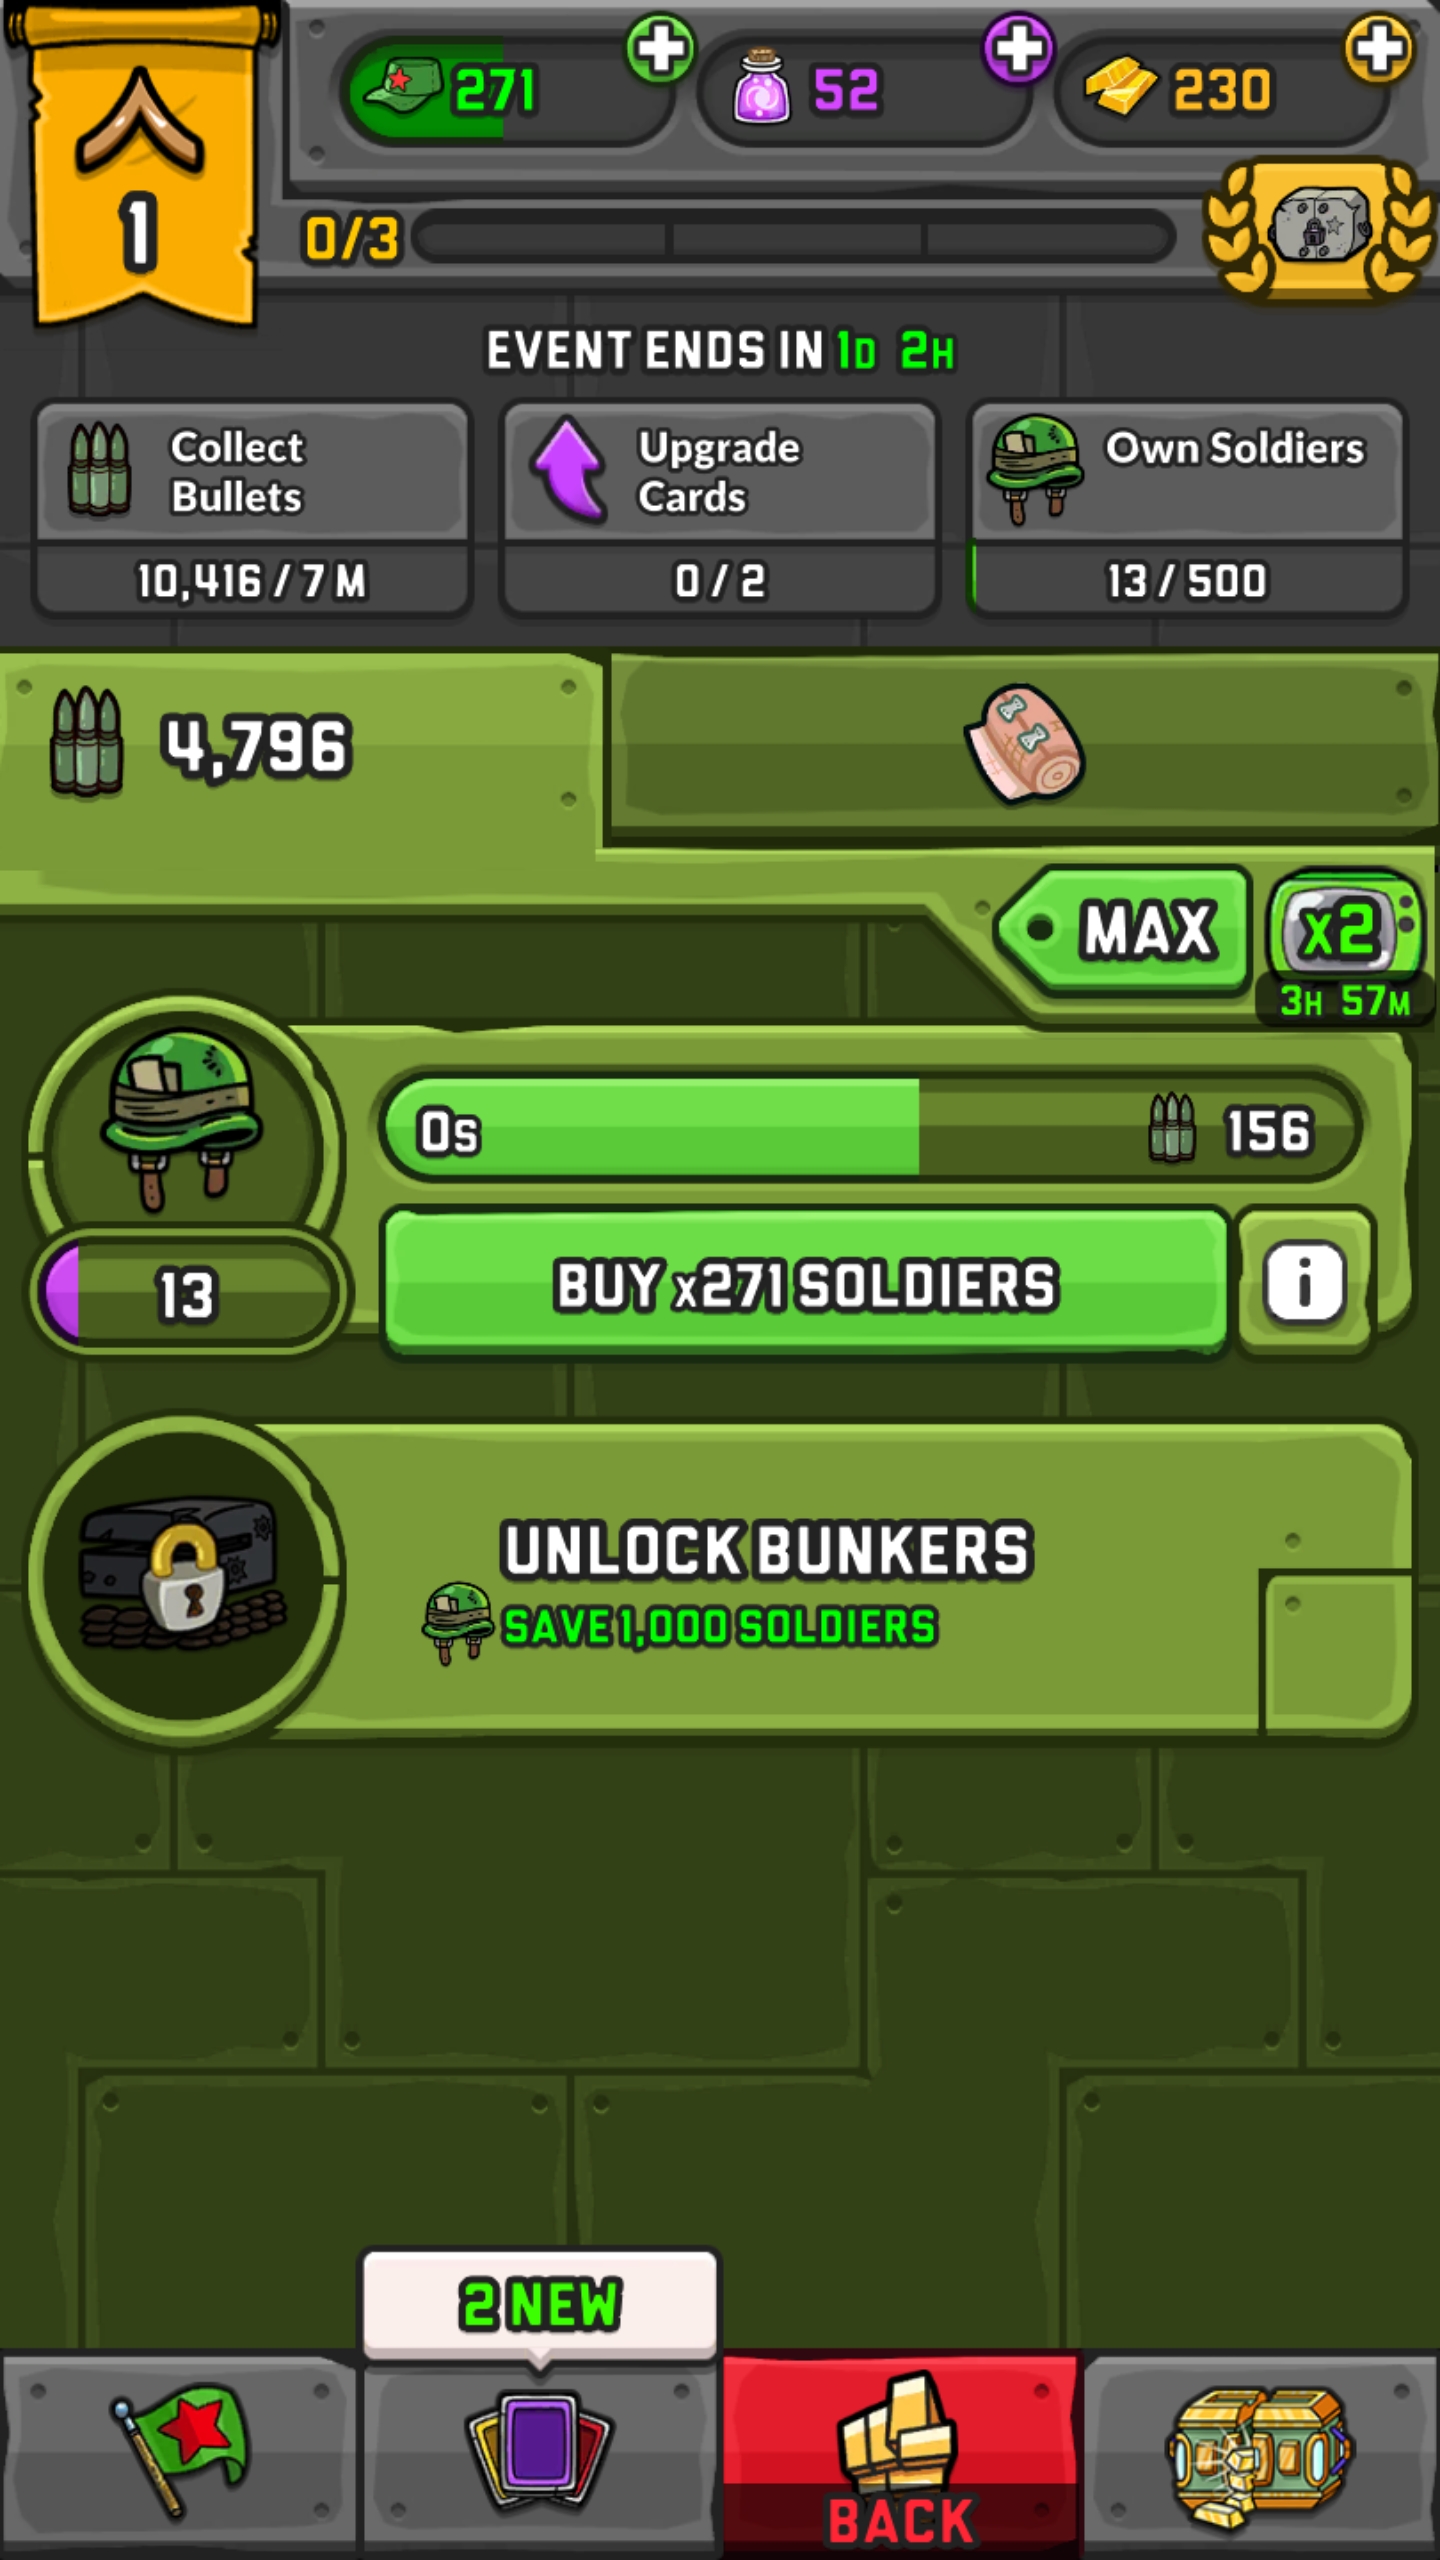 271
52
230
1
0/3
EVENT ENDS IN 1D 2H
Collect
Bullets
10,416 / 7 M
Upgrade
Cards
0 / 2
Own Soldiers
13 / 500
4,796
MAX
x2
3H 57M
0s
156
13
BUY x271 SOLDIERS
i
UNLOCK BUNKERS
SAVE 1,000 SOLDIERS
2 NEW
BACK